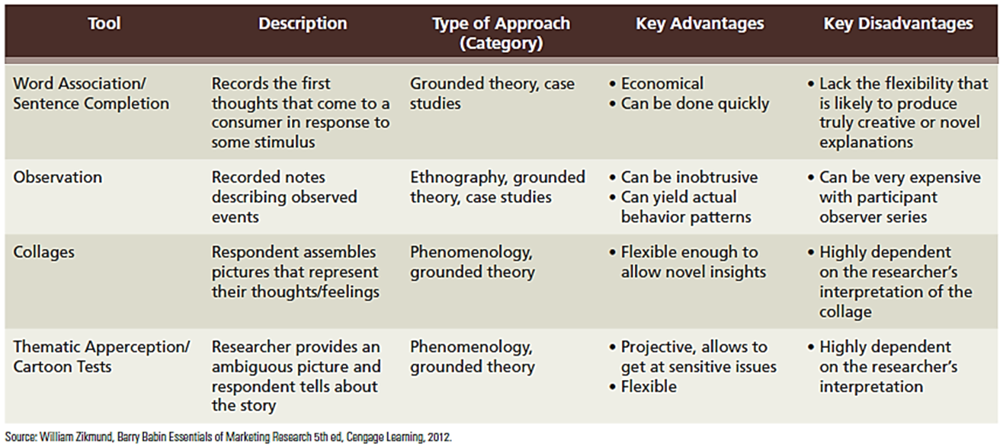 Tool
Description
Type of Approach
(Category)
Key Advantages
Key Disadvantages
Word Association/
Sentence Completion
Records the first
thoughts that come to a
consumer in response to
some stimulus
Grounded theory, case
studies
• Economical
• Can be done quickly
• Lack the flexibility that
is likely to produce
truly creative or novel
explanations
Observation
Recorded notes
describing observed
events
Ethnography, grounded
theory, case studies
• Can be inobtrusive
• Can yield actual
behavior patterns
• Can be very expensive
with participant
observer series
Collages
Respondent assembles
pictures that represent
their thoughts/feelings
Phenomenology,
grounded theory
• Flexible enough to
allow novel insights
• Highly dependent
on the researcher’s
interpretation of the
collage
Thematic Apperception/
Cartoon Tests
Researcher provides an
ambiguous picture and
respondent tells about
the story
Phenomenology,
grounded theory
• Projective, allows to
get at sensitive issues
• Flexible
• Highly dependent
on the researcher’s
interpretation
Source: William Zikmund, Barry Babin Essentials of Marketing Research 5th ed, Cengage Learning, 2012.